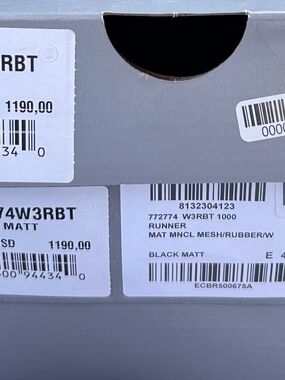 RBT
1190,00
34 0
0000
74W3RBT
MATT
SD 1190,00
00 94434 0
8132304123
772774 W3RBT 1000
RUNNER
MAT MNCL MESH/RUBBER/W
BLACK MATT E 4
ECBR500675A